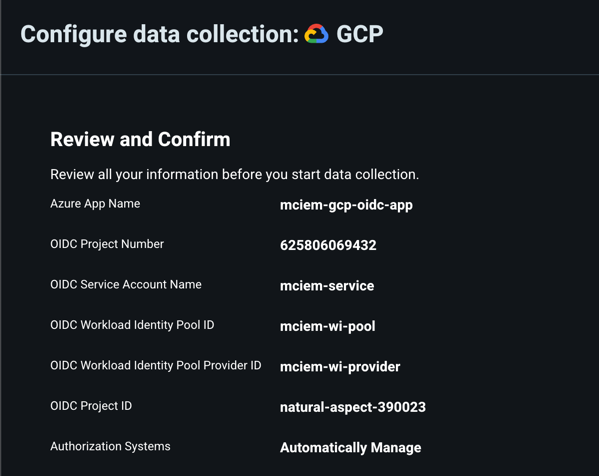 Configure data collection: GCP
Review and Confirm
Review all your information before you start data collection.
Azure App Name mciem-gcp-oidc-app
OIDC Project Number 625806069432
OIDC Service Account Name mciem-service
OIDC Workload Identity Pool ID mciem-wi-pool
OIDC Workload Identity Pool Provider ID mciem-wi-provider
OIDC Project ID natural-aspect-390023
Authorization Systems Automatically Manage